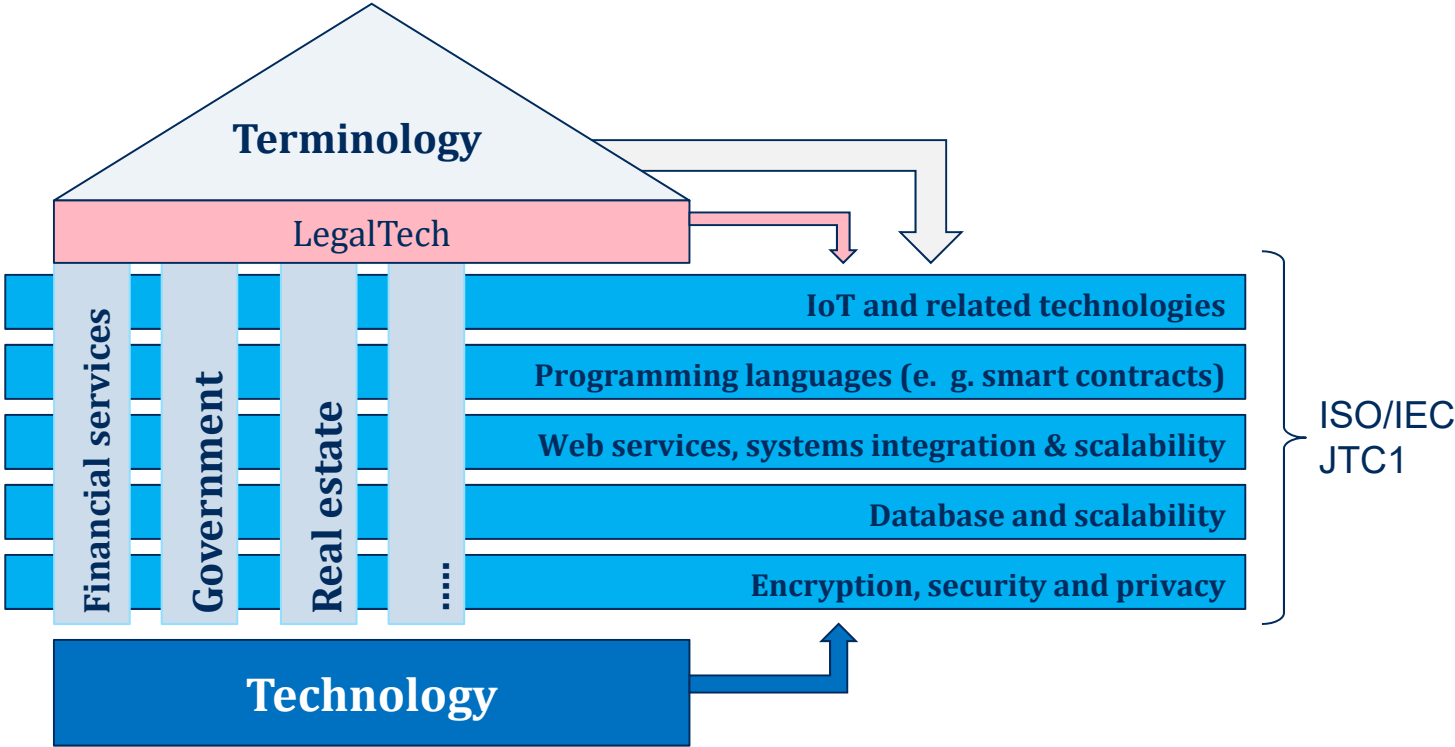 Terminology
LegalTech
Financial services
Government
Real estate
.....
IoT and related technologies
Programming languages (e. g. smart contracts)
Web services, systems integration & scalability
Database and scalability
Encryption, security and privacy
ISO/IEC
JTC1
Technology